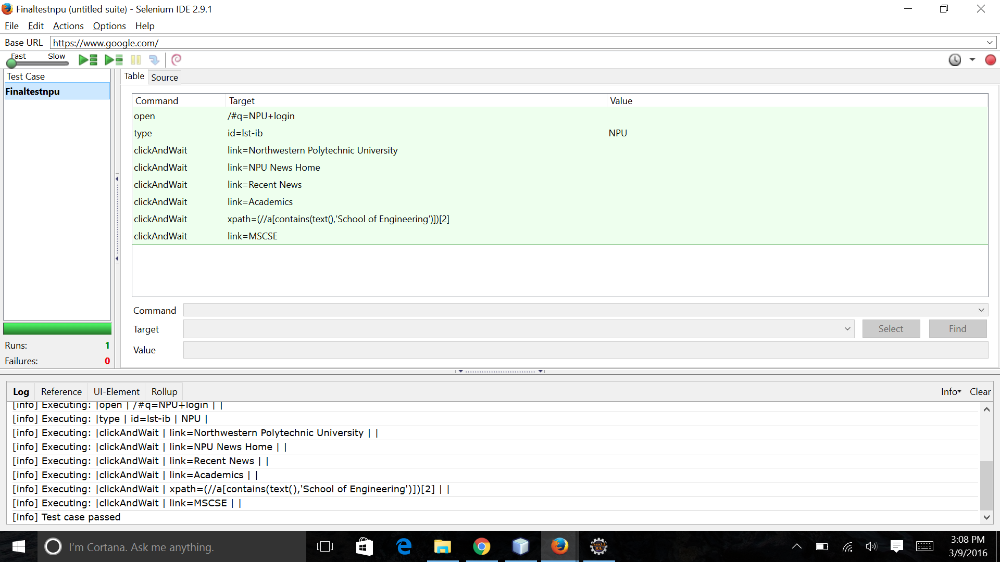 Finaltestnpu (untitled suite) - Selenium IDE 2.9.1
File Edit Actions Options Help
Base URL https://www.google.com/
Fast Slow
Test Case
Finaltestnpu
Runs: 1
Failures: 0
Table Source
Command Target Value
open /#q=NPU+login
type id=lst-ib NPU
clickAndWait link=Northwestern Polytechnic University
clickAndWait link=NPU News Home
clickAndWait link=Recent News
clickAndWait link=Academics
clickAndWait xpath=(//a[contains(text(),'School of Engineering')])[2]
clickAndWait link=MSCSE
Command
Target Select Find
Value
Log Reference UI-Element Rollup Info Clear
[info] Executing: |open | /#q=NPU+login | |
[info] Executing: |type | id=lst-ib | NPU |
[info] Executing: |clickAndWait | link=Northwestern Polytechnic University | |
[info] Executing: |clickAndWait | link=NPU News Home | |
[info] Executing: |clickAndWait | link=Recent News | |
[info] Executing: |clickAndWait | link=Academics | |
[info] Executing: |clickAndWait | xpath=(//a[contains(text(),'School of Engineering')])[2] | |
[info] Executing: |clickAndWait | link=MSCSE | |
[info] Test case passed
I'm Cortana. Ask me anything.
3:08 PM
3/9/2016